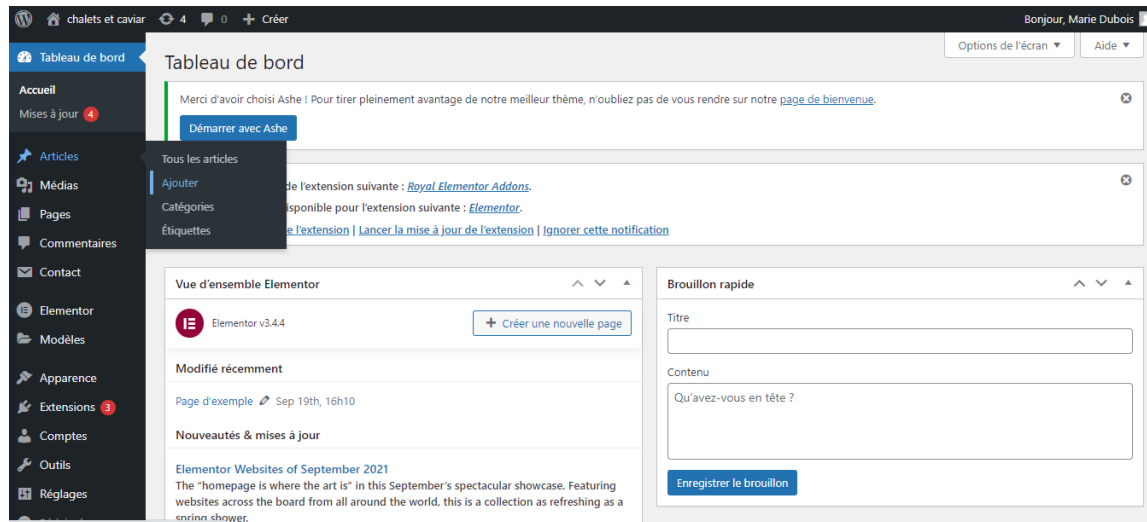 chalets et caviar 4 0 + Créer Bonjour, Marie Dubois
Options de l'écran ▼ Aide ▼
Tableau de bord
Accueil
Mises à jour 4
Articles
Médias
Pages
Commentaires
Contact
Elementor
Modèles
Apparence
Extensions 3
Comptes
Outils
Réglages
Tous les articles
Ajouter
Catégories
Étiquettes
Tableau de bord
Merci d'avoir choisi Ashe ! Pour tirer pleinement avantage de notre meilleur thème, n'oubliez pas de vous rendre sur notre page de bienvenue.
Démarrer avec Ashe
de l'extension suivante : Royal Elementor Addons.
isponible pour l'extension suivante : Elementor.
e l'extension | Lancer la mise à jour de l'extension | Ignorer cette notification
Vue d'ensemble Elementor
Elementor v3.4.4
+ Créer une nouvelle page
Modifié récemment
Page d'exemple Sep 19th, 16h10
Nouveautés & mises à jour
Elementor Websites of September 2021
The "homepage is where the art is" in this September's spectacular showcase. Featuring
websites across the board from all around the world, this is a collection as refreshing as a
spring shower.
Brouillon rapide
Titre
Contenu
Qu'avez-vous en tête ?
Enregistrer le brouillon